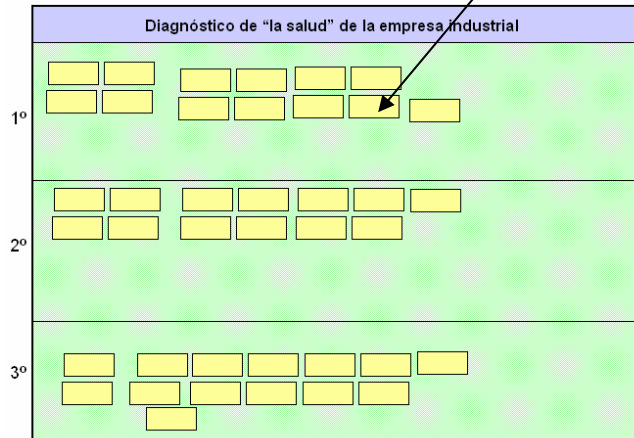 Diagnóstico de “la salud” de la empresa industrial
1º
2º
3º